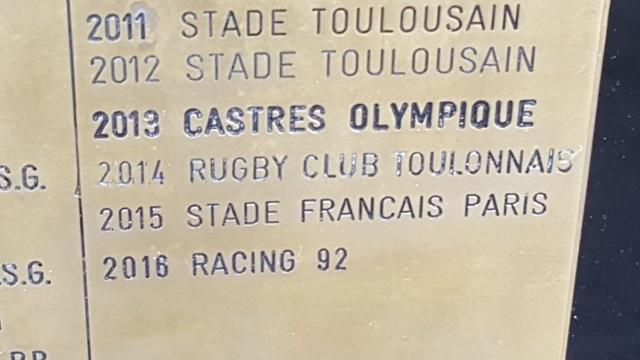 2011 STADE TOULOUSAIN
2012 STADE TOULOUSAIN
2013 CASTRES OLYMPIQUE
S.G. 2014 RUGBY CLUB TOULONNAIS
2015 STADE FRANCAIS PARIS
S.G. 2016 RACING 92